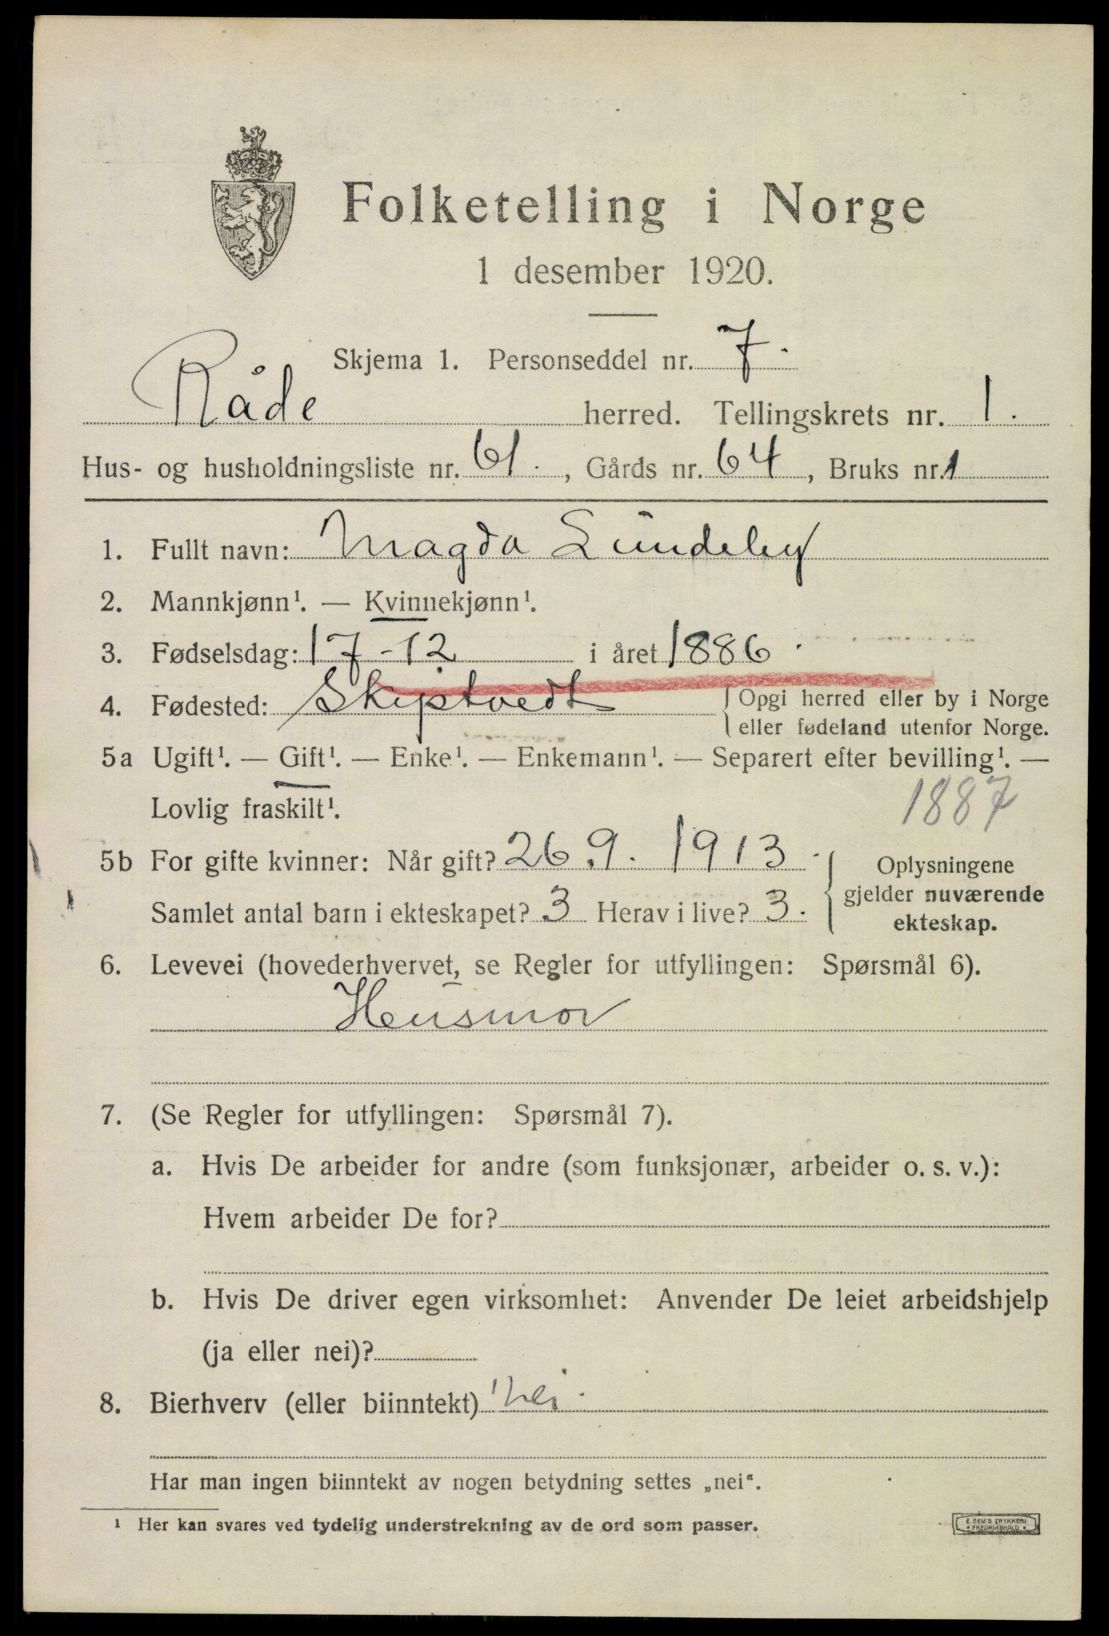 Folketelling i Norge
1 desember 1920.
Skjema 1. Personseddel nr. 7.
Råde herred. Tellingskrets nr. 1.
Hus- og husholdningsliste nr. 61., Gårds nr. 64, Bruks nr. 1
1. Fullt navn: Magda Lundeby
2. Mannkjønn¹. — Kvinnekjønn¹.
3. Fødselsdag: 17-12 i året 1886.
4. Fødested: Skiptvedt { Opgi herred eller by i Norge
eller fødeland utenfor Norge.
5a Ugift¹. — Gift¹. — Enke¹. — Enkemann¹. — Separert efter bevilling¹. —
Lovlig fraskilt¹.
1887
5b For gifte kvinner: Når gift? 26.9. 1913.
Samlet antal barn i ekteskapet? 3 Herav i live? 3.
Oplysningene
gjelder nuværende
ekteskap.
6. Levevei (hovederhvervet, se Regler for utfyllingen: Spørsmål 6).
Husmor
7. (Se Regler for utfyllingen: Spørsmål 7).
a. Hvis De arbeider for andre (som funksjonær, arbeider o. s. v.):
Hvem arbeider De for?
b. Hvis De driver egen virksomhet: Anvender De leiet arbeidshjelp
(ja eller nei)?
8. Bierhverv (eller biinntekt) nei.
Har man ingen biinntekt av nogen betydning settes „nei“.
¹ Her kan svares ved tydelig understrekning av de ord som passer.
E. SEM'S TRYKKERI
* FREDRIKSHALD *